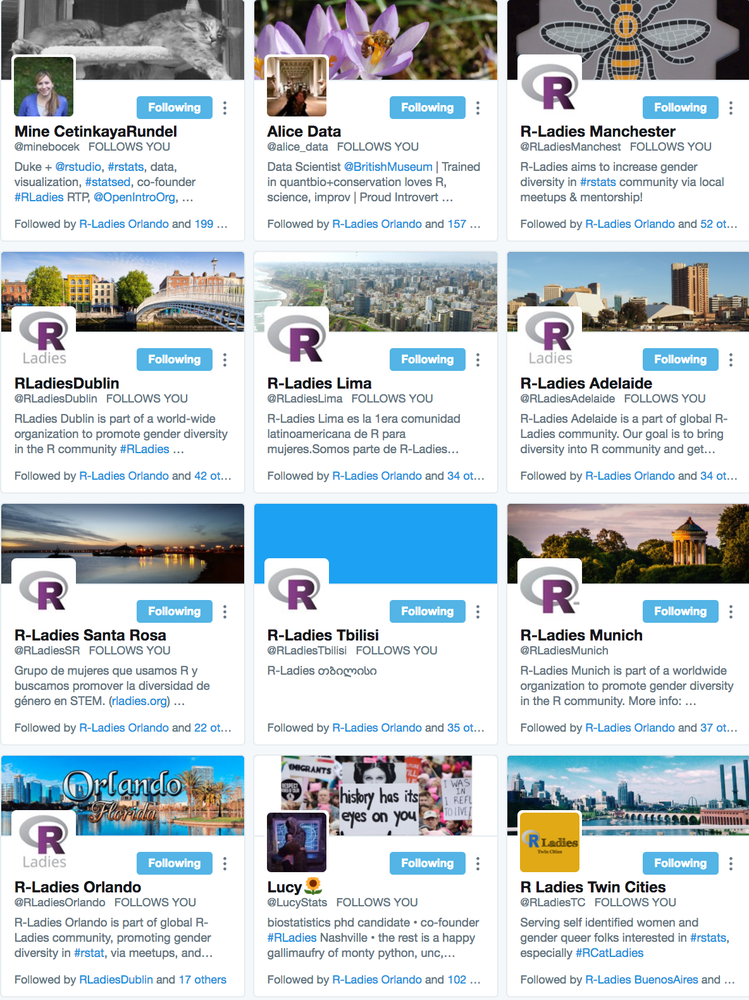 Following
Mine CetinkayaRundel
@minebocek FOLLOWS YOU
Duke + @rstudio, #rstats, data,
visualization, #statsed, co-founder
#RLadies RTP, @OpenIntroOrg, …
Followed by R-Ladies Orlando and 199 …
Following
Alice Data
@alice_data FOLLOWS YOU
Data Scientist @BritishMuseum | Trained
in quantbio+conservation loves R,
science, improv | Proud Introvert …
Followed by R-Ladies Orlando and 157 …
R
Following
R-Ladies Manchester
@RLadiesManchest FOLLOWS YOU
R-Ladies aims to increase gender
diversity in #rstats community via local
meetups & mentorship!
Followed by R-Ladies Orlando and 52 ot…
R
Ladies
Following
RLadiesDublin
@RLadiesDublin FOLLOWS YOU
RLadies Dublin is part of a world-wide
organization to promote gender diversity
in the R community #RLadies …
Followed by R-Ladies Orlando and 42 ot…
R
Following
R-Ladies Lima
@RLadiesLima FOLLOWS YOU
R-Ladies Lima es la 1era comunidad
latinoamericana de R para
mujeres.Somos parte de R-Ladies…
Followed by R-Ladies Orlando and 34 ot…
R
Ladies
Following
R-Ladies Adelaide
@RLadiesAdelaide FOLLOWS YOU
R-Ladies Adelaide is a part of global R-
Ladies community. Our goal is to bring
diversity into R community and get…
Followed by R-Ladies Orlando and 34 ot…
R
Following
R-Ladies Santa Rosa
@RLadiesSR FOLLOWS YOU
Grupo de mujeres que usamos R y
buscamos promover la diversidad de
género en STEM. (rladies.org) …
Followed by R-Ladies Orlando and 22 ot…
R
Following
R-Ladies Tbilisi
@RLadiesTbilisi FOLLOWS YOU
R-Ladies თბილისი
Followed by R-Ladies Orlando and 35 ot…
R
Following
R-Ladies Munich
@RLadiesMunich
R-Ladies Munich is part of a worldwide
organization to promote gender diversity
in the R community. More info: …
Followed by R-Ladies Orlando and 37 ot…
Orlando
Florida
R
Ladies
Following
R-Ladies Orlando
@RLadiesOrlando FOLLOWS YOU
R-Ladies Orlando is part of global R-
Ladies community, promoting gender
diversity in #rstat, via meetups, and…
Followed by RLadiesDublin and 17 others
IMMIGRANTS
RESPECT
history has its
eyes on you
I WAS
IN
Following
Lucy🌻
@LucyStats FOLLOWS YOU
biostatistics phd candidate • co-founder
#RLadies Nashville • the rest is a happy
gallimaufry of monty python, unc,…
Followed by R-Ladies Orlando and 102 …
R Ladies
Twin Cities
Following
R Ladies Twin Cities
@RLadiesTC FOLLOWS YOU
Serving self identified women and
gender queer folks interested in #rstats,
especially #RCatLadies
Followed by R-Ladies BuenosAires and …